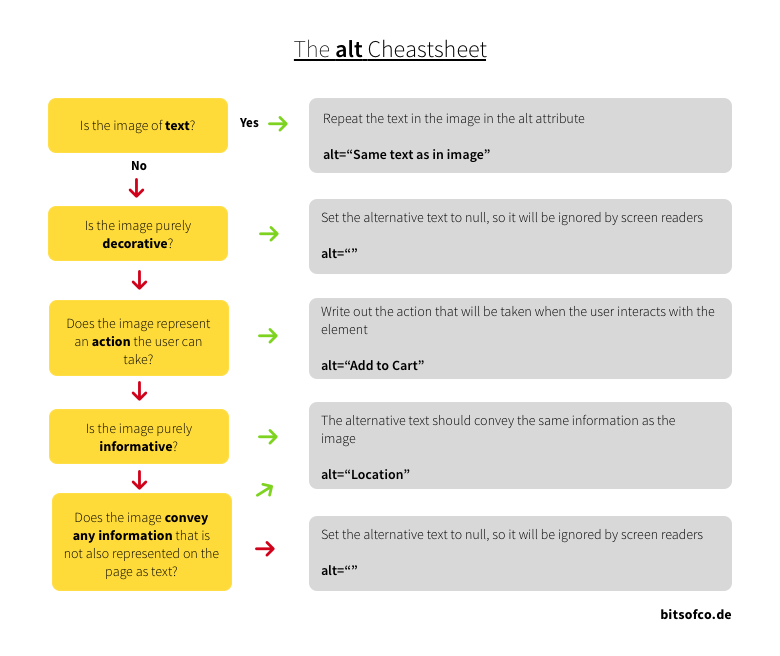 The alt Cheastsheet
Is the image of text?
Yes
Repeat the text in the image in the alt attribute
alt=“Same text as in image”
No
Is the image purely
decorative?
Set the alternative text to null, so it will be ignored by screen readers
alt=“”
Does the image represent
an action the user can
take?
Write out the action that will be taken when the user interacts with the
element
alt=“Add to Cart”
Is the image purely
informative?
The alternative text should convey the same information as the
image
alt=“Location”
Does the image convey
any information that is
not also represented on the
page as text?
Set the alternative text to null, so it will be ignored by screen readers
alt=“”
bitsofco.de